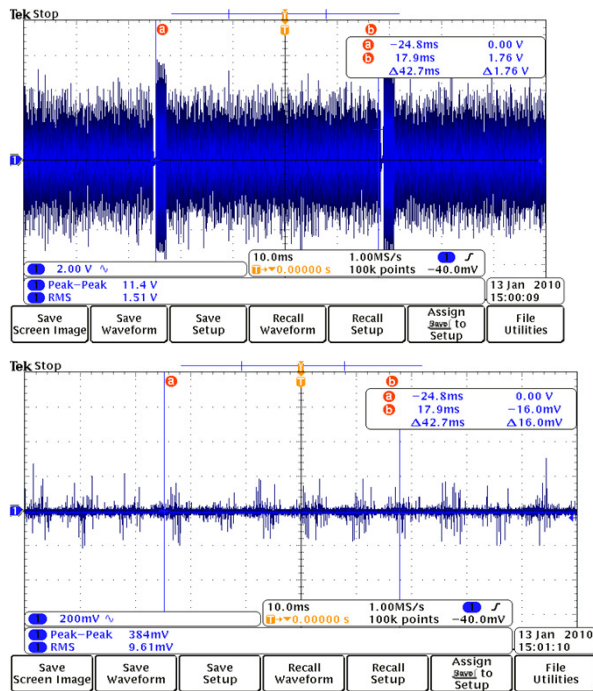 Tek Stop
T
a
T
b
a −24.8ms 0.00 V
b 17.9ms 1.76 V
Δ42.7ms Δ1.76 V
1
1 2.00 V ∿
10.0ms 1.00MS/s 1 ∫
T→▼0.00000 s 100k points −40.0mV
1 Peak−Peak 11.4 V
1 RMS 1.51 V
13 Jan 2010
15:00:09
Save Screen Image
Save Waveform
Save Setup
Recall Waveform
Recall Setup
Assign Save to Setup
File Utilities
Tek Stop
T
a
T
b
a −24.8ms 0.00 V
b 17.9ms −16.0mV
Δ42.7ms Δ16.0mV
1
1 200mV ∿
10.0ms 1.00MS/s 1 ∫
T→▼0.00000 s 100k points −40.0mV
1 Peak−Peak 384mV
1 RMS 9.61mV
13 Jan 2010
15:01:10
Save Screen Image
Save Waveform
Save Setup
Recall Waveform
Recall Setup
Assign Save to Setup
File Utilities